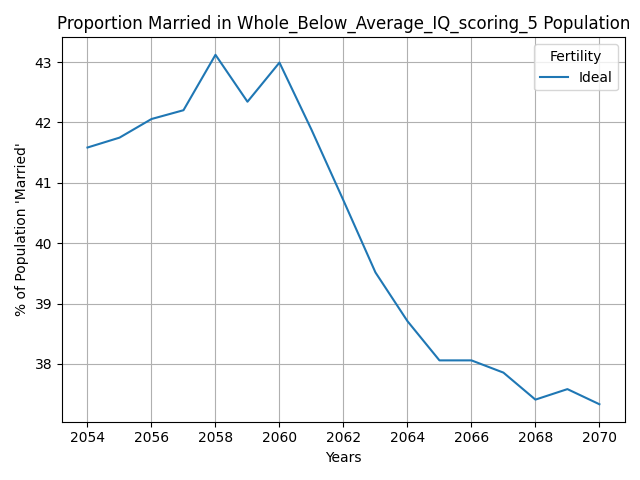 Proportion Married in Whole_Below_Average_IQ_scoring_5 Population
Fertility
Ideal
% of Population 'Married'
43
42
41
40
39
38
2054 2056 2058 2060 2062 2064 2066 2068 2070
Years